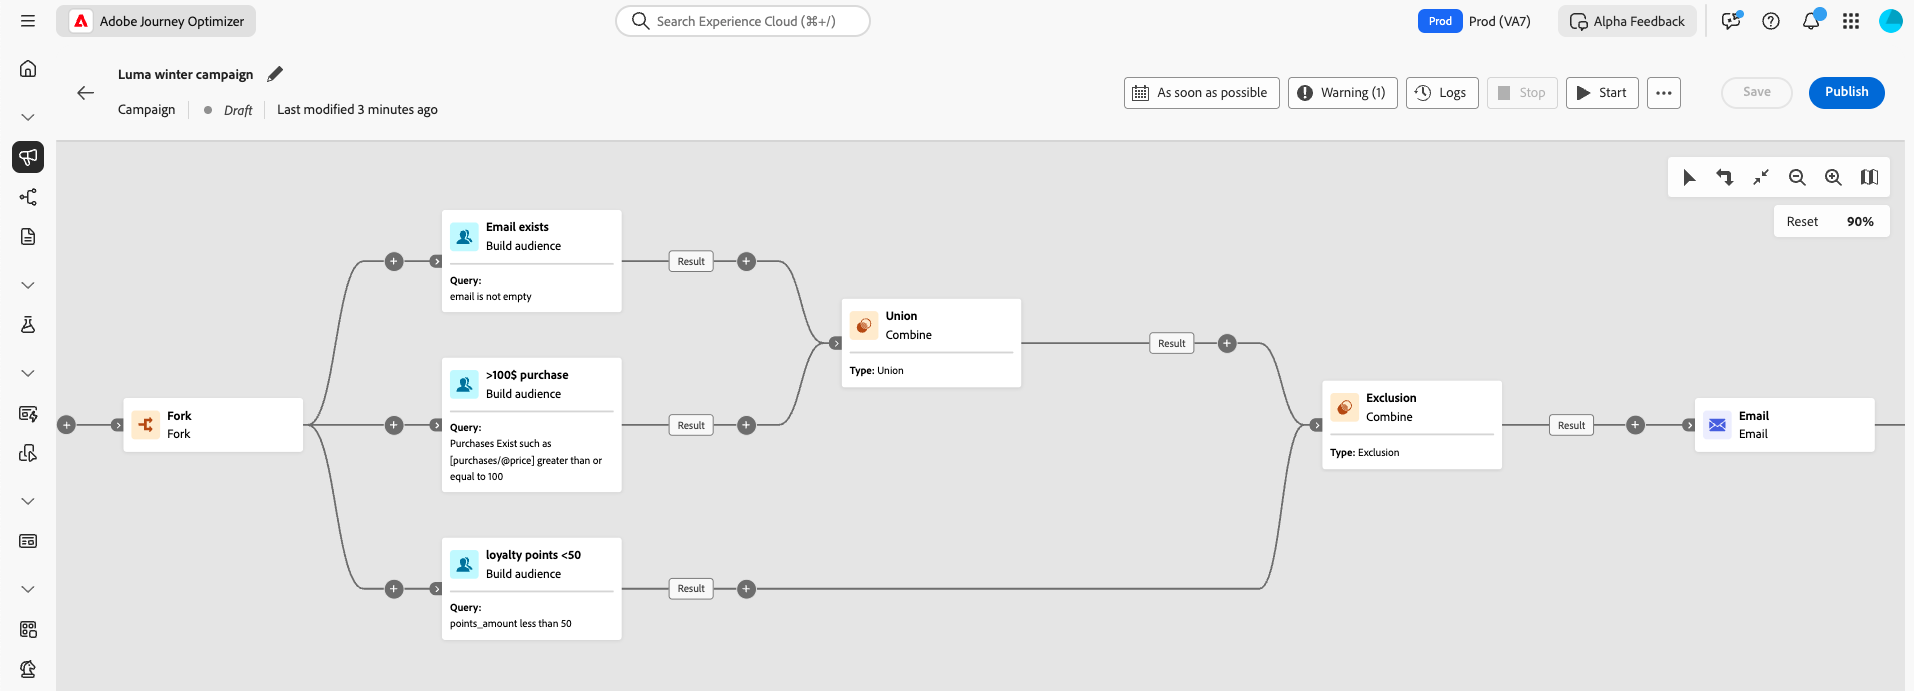 Adobe Journey Optimizer
Search Experience Cloud (⌘+/)
Prod
Prod (VA7)
Alpha Feedback
Luma winter campaign
Campaign
Draft
Last modified 3 minutes ago
As soon as possible
Warning (1)
Logs
Stop
Start
Save
Publish
Reset
90%
Fork
Fork
Email exists
Build audience
Query:
email is not empty
Result
>100$ purchase
Build audience
Query:
Purchases Exist such as
[purchases/@price] greater than or
equal to 100
Result
loyalty points <50
Build audience
Query:
points_amount less than 50
Result
Union
Combine
Type: Union
Result
Exclusion
Combine
Type: Exclusion
Result
Email
Email